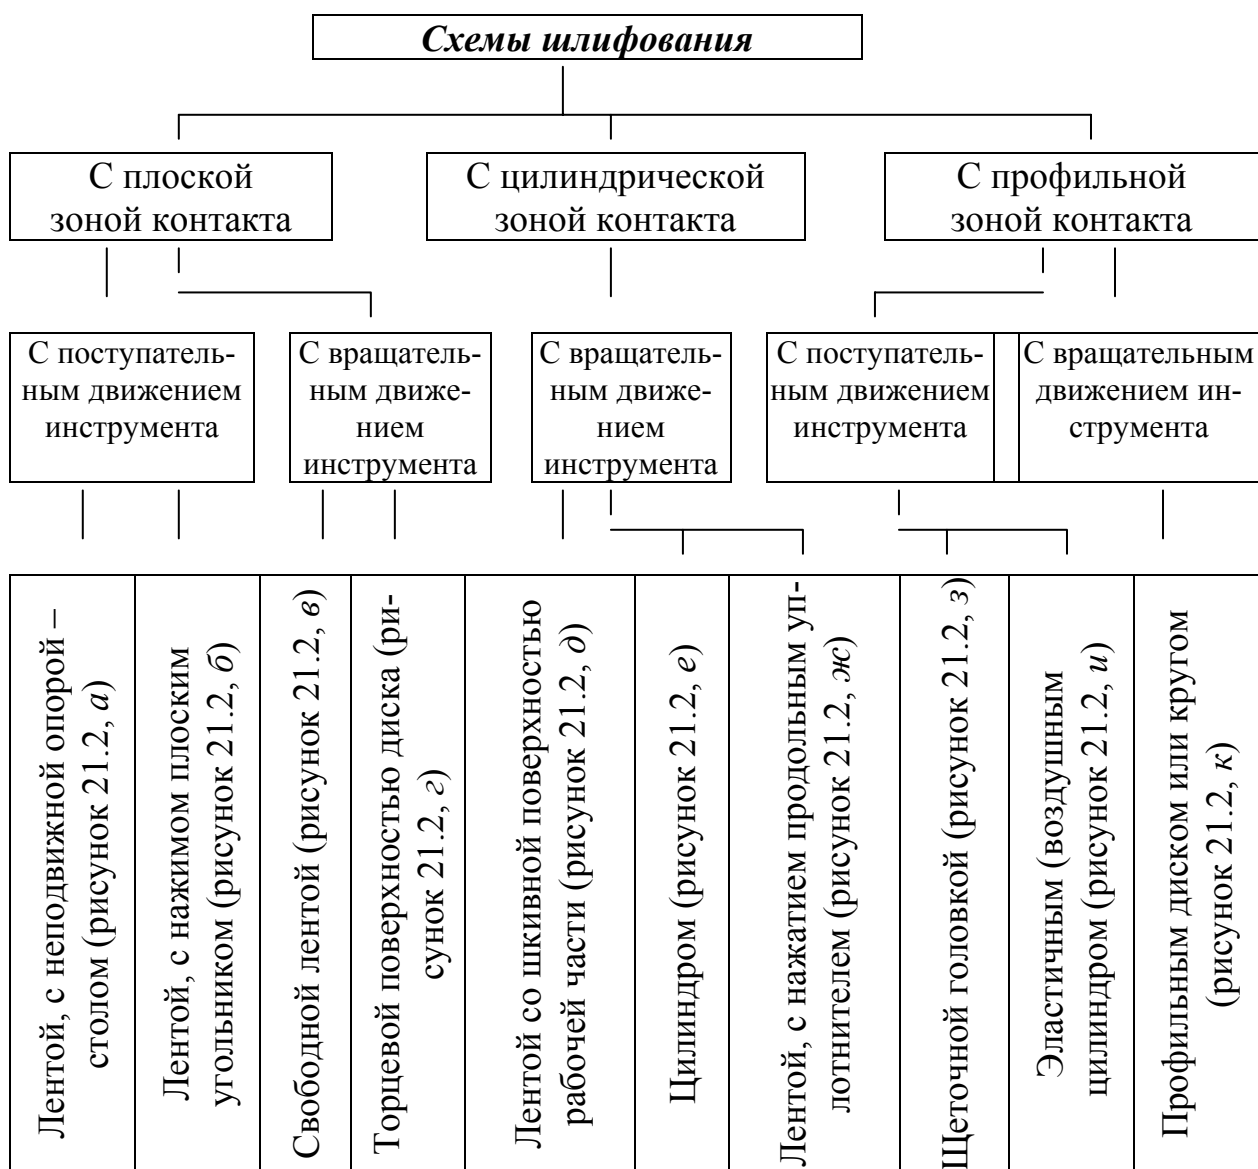 Схемы шлифования
С плоской
зоной контакта
С цилиндрической
зоной контакта
С профильной
зоной контакта
С поступатель-
ным движением
инструмента
С вращатель-
ным движе-
нием
инструмента
С вращатель-
ным движе-
нием
инструмента
С поступатель-
ным движением
инструмента
С вращательным
движением ин-
струмента
Лентой, с неподвижной опорой –
столом (рисунок 21.2, а)
Лентой, с нажимом плоским
угольником (рисунок 21.2, б)
Свободной лентой (рисунок 21.2, в)
Торцевой поверхностью диска (ри-
сунок 21.2, г)
Лентой со шкивной поверхностью
рабочей части (рисунок 21.2, д)
Цилиндром (рисунок 21.2, е)
Лентой, с нажатием продольным уп-
лотнителем (рисунок 21.2, ж)
Щеточной головкой (рисунок 21.2, з)
Эластичным (воздушным
цилиндром (рисунок 21.2, и)
Профильным диском или кругом
(рисунок 21.2, к)